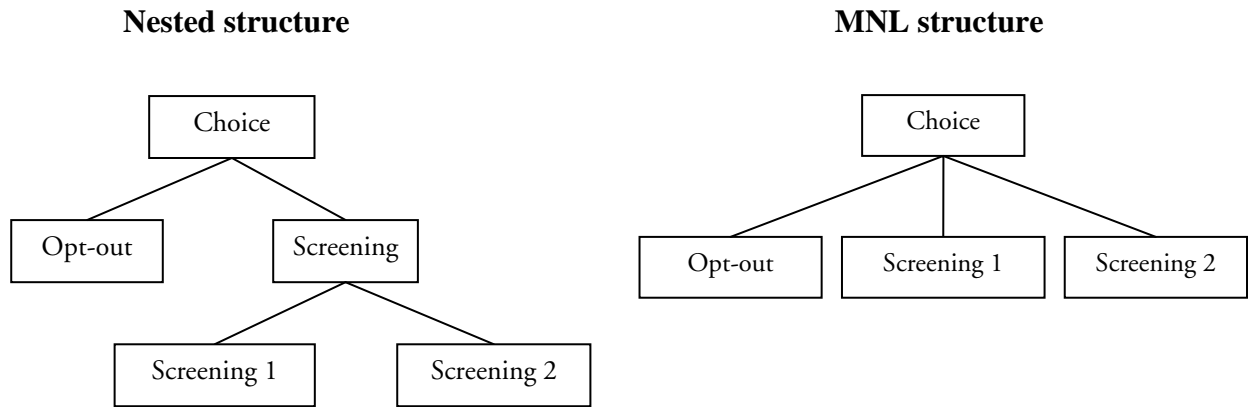 Nested structure
Choice
Opt-out
Screening
Screening 1
Screening 2
MNL structure
Choice
Opt-out
Screening 1
Screening 2